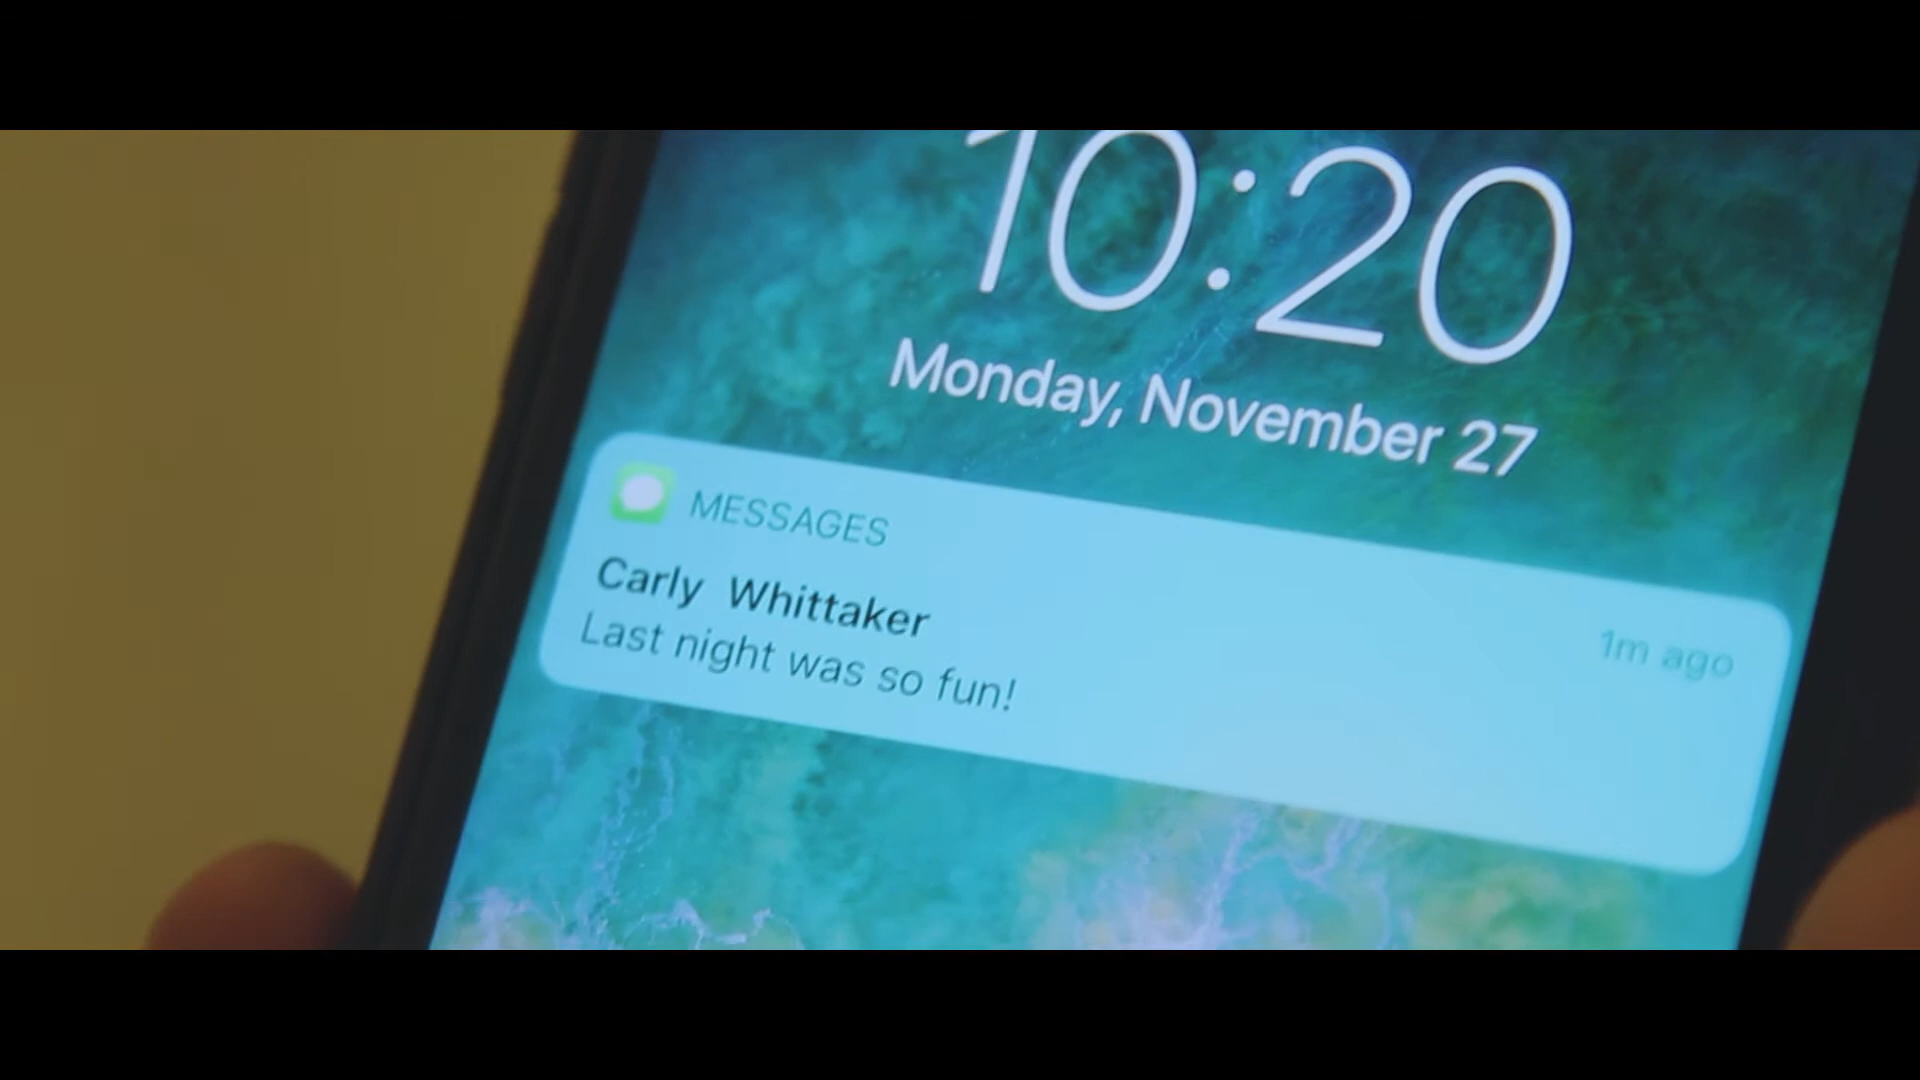 10:20
Monday, November 27
MESSAGES
1m ago
Carly Whittaker
Last night was so fun!